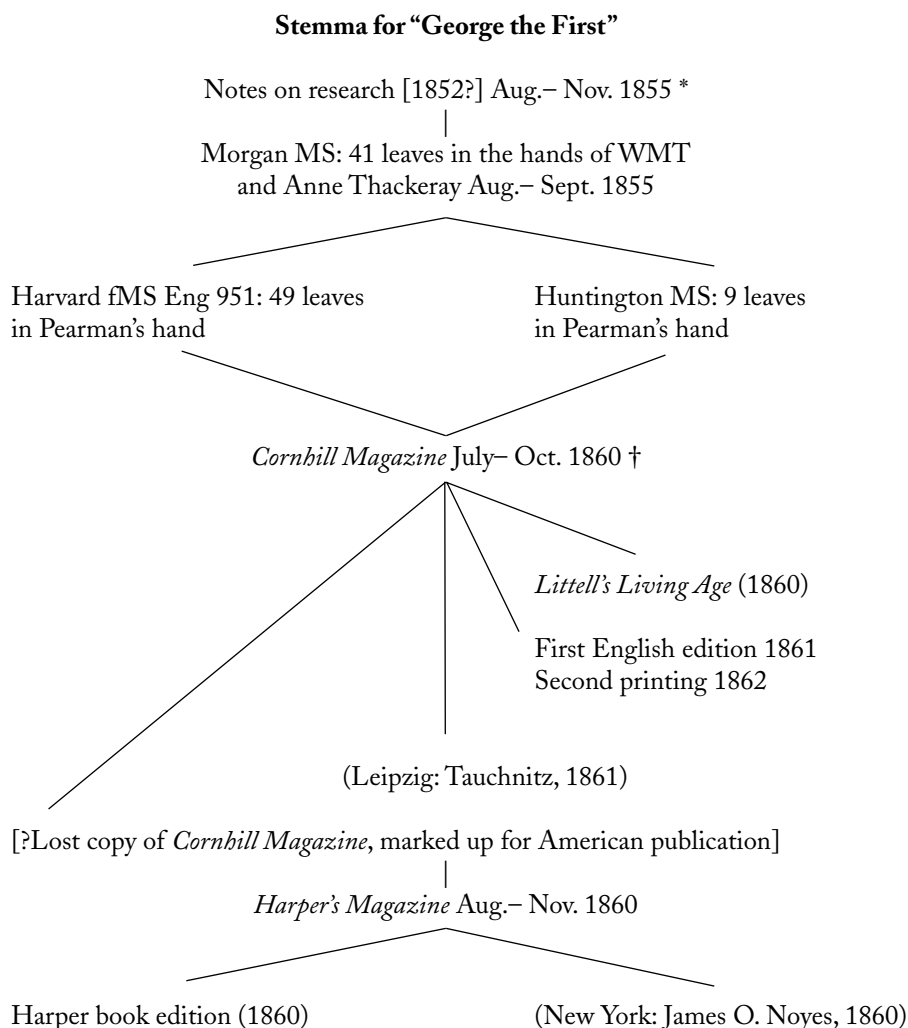 Stemma for “George the First”
Notes on research [1852?] Aug.– Nov. 1855 *
Morgan MS: 41 leaves in the hands of WMT
and Anne Thackeray Aug.– Sept. 1855
Harvard fMS Eng 951: 49 leaves
in Pearman’s hand
Huntington MS: 9 leaves
in Pearman’s hand
Cornhill Magazine July– Oct. 1860 †
Littell’s Living Age (1860)
First English edition 1861
Second printing 1862
(Leipzig: Tauchnitz, 1861)
[?Lost copy of Cornhill Magazine, marked up for American publication]
Harper’s Magazine Aug.– Nov. 1860
Harper book edition (1860)
(New York: James O. Noyes, 1860)